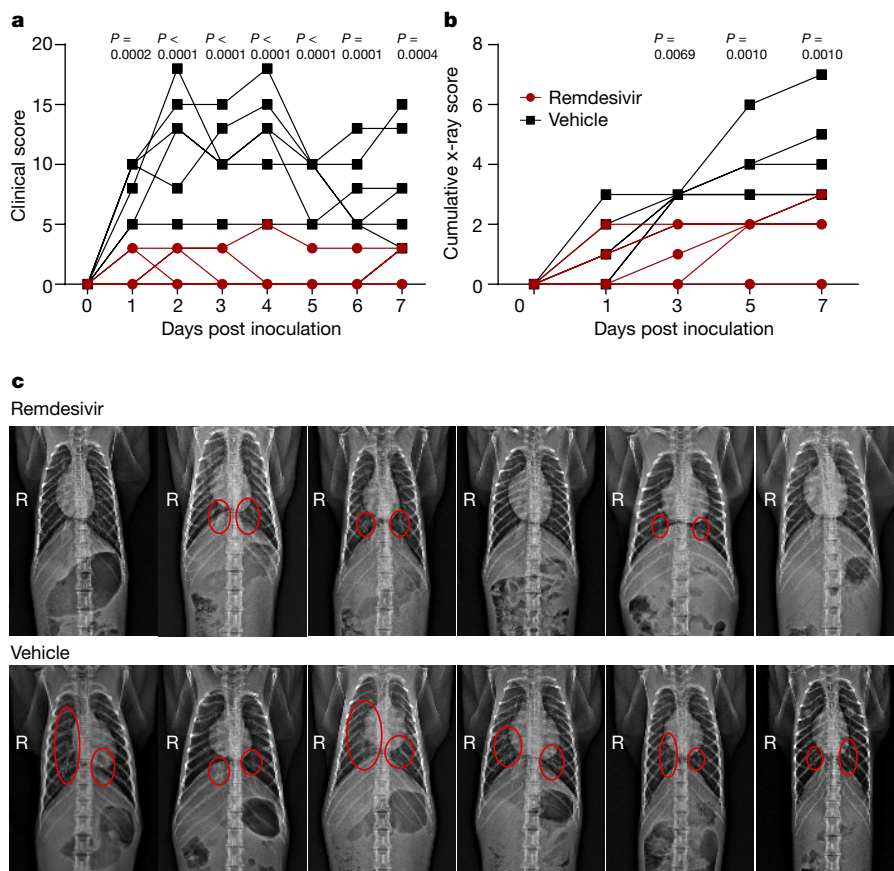 a
P = P < P < P < P < P = P =
0.0002 0.0001 0.0001 0.0001 0.0001 0.0001 0.0004
20
15
10
5
0
Clinical score
0 1 2 3 4 5 6 7
Days post inoculation
b
P = P = P =
0.0069 0.0010 0.0010
8
6
4
2
0
Cumulative x-ray score
Remdesivir
Vehicle
0 1 3 5 7
Days post inoculation
c
Remdesivir
R R R R R R
Vehicle
R R R R R R